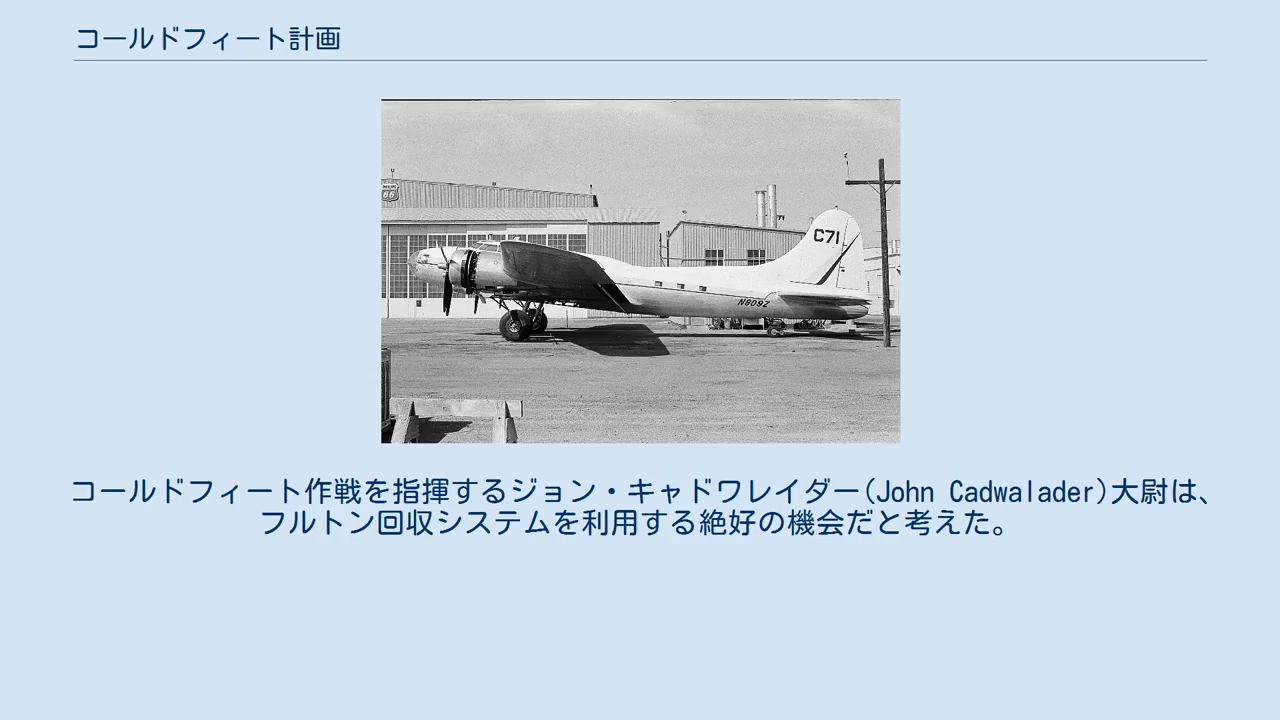 コールドフィート計画
66
C71
N809Z
コールドフィート作戦を指揮するジョン・キャドワレイダー(John Cadwalader)大尉は、
フルトン回収システムを利用する絶好の機会だと考えた。